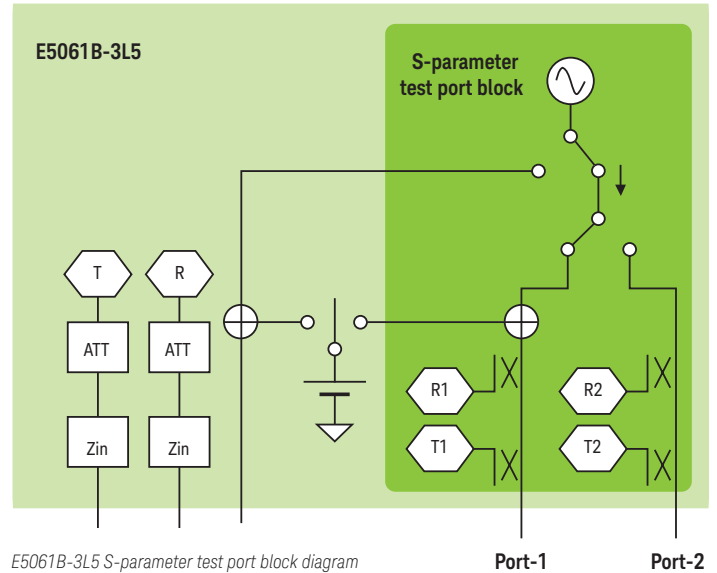 E5061B-3L5
S-parameter
test port block
T
R
ATT
ATT
Zin
Zin
R1
R2
T1
T2
E5061B-3L5 S-parameter test port block diagram
Port-1
Port-2